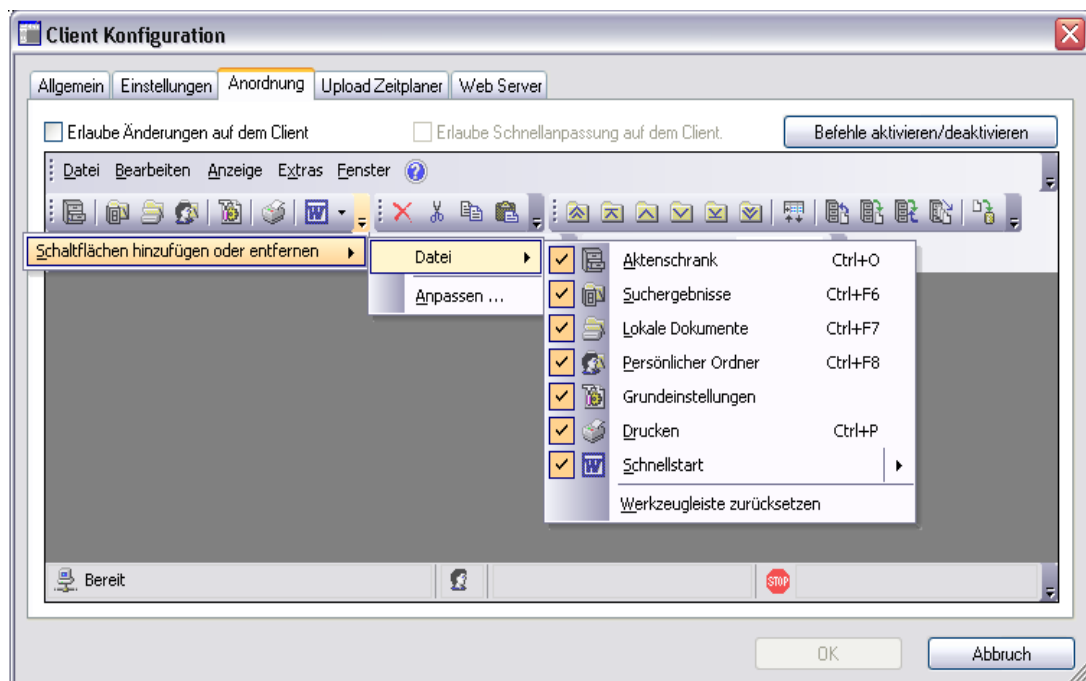 Client Konfiguration
Allgemein Einstellungen Anordnung Upload Zeitplaner Web Server
Erlaube Änderungen auf dem Client Erlaube Schnellanpassung auf dem Client. Befehle aktivieren/deaktivieren
Datei Bearbeiten Anzeige Extras Fenster ?
W
Schaltflächen hinzufügen oder entfernen
Datei
Anpassen ...
Aktenschrank Ctrl+O
Suchergebnisse Ctrl+F6
Lokale Dokumente Ctrl+F7
Persönlicher Ordner Ctrl+F8
Grundeinstellungen
Drucken Ctrl+P
W Schnellstart
Werkzeugleiste zurücksetzen
Bereit STOP
OK Abbruch